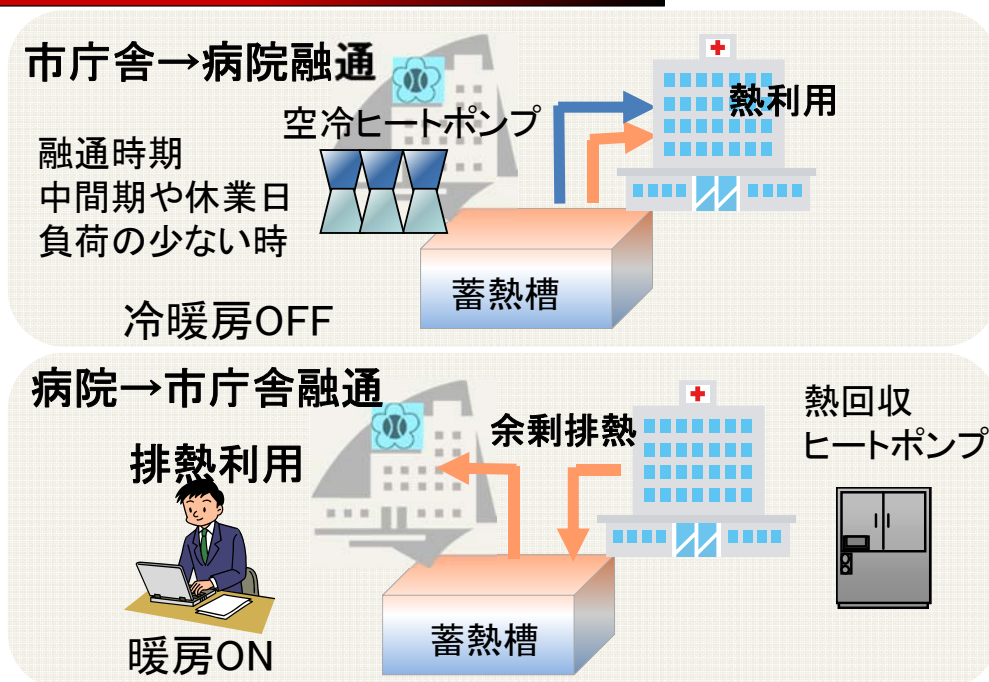 市庁舎→病院融通
空冷ヒートポンプ
熱利用
融通時期
中間期や休業日
負荷の少ない時
蓄熱槽
冷暖房OFF
病院→市庁舎融通
余剰排熱
熱回収
ヒートポンプ
排熱利用
蓄熱槽
暖房ON